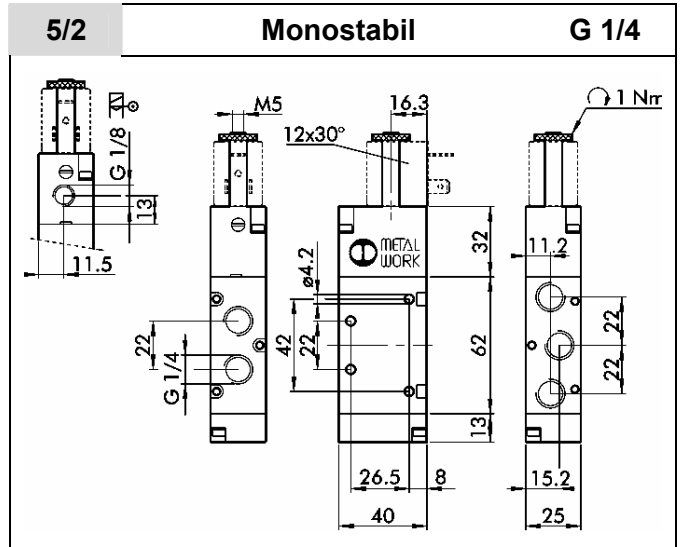 5/2 Monostabil G 1/4
M5
16.3
1 Nm
12x30°
G 1/8
13
11.5
METAL
WORK
ø4.2
32
11.2
22
G 1/4
42
22
62
22
22
13
26.5
8
15.2
40
25